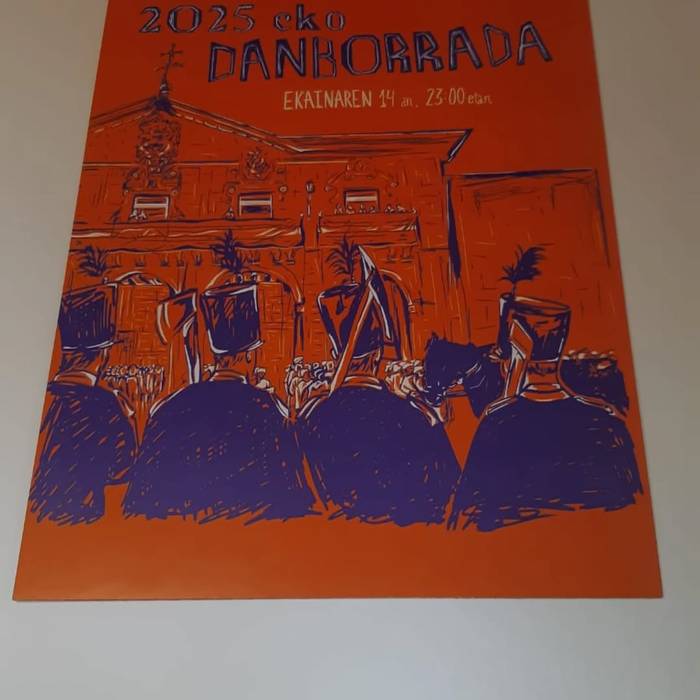 2025 eko
DANBORRADA
EKAINAREN 14 an, 23:00 etan